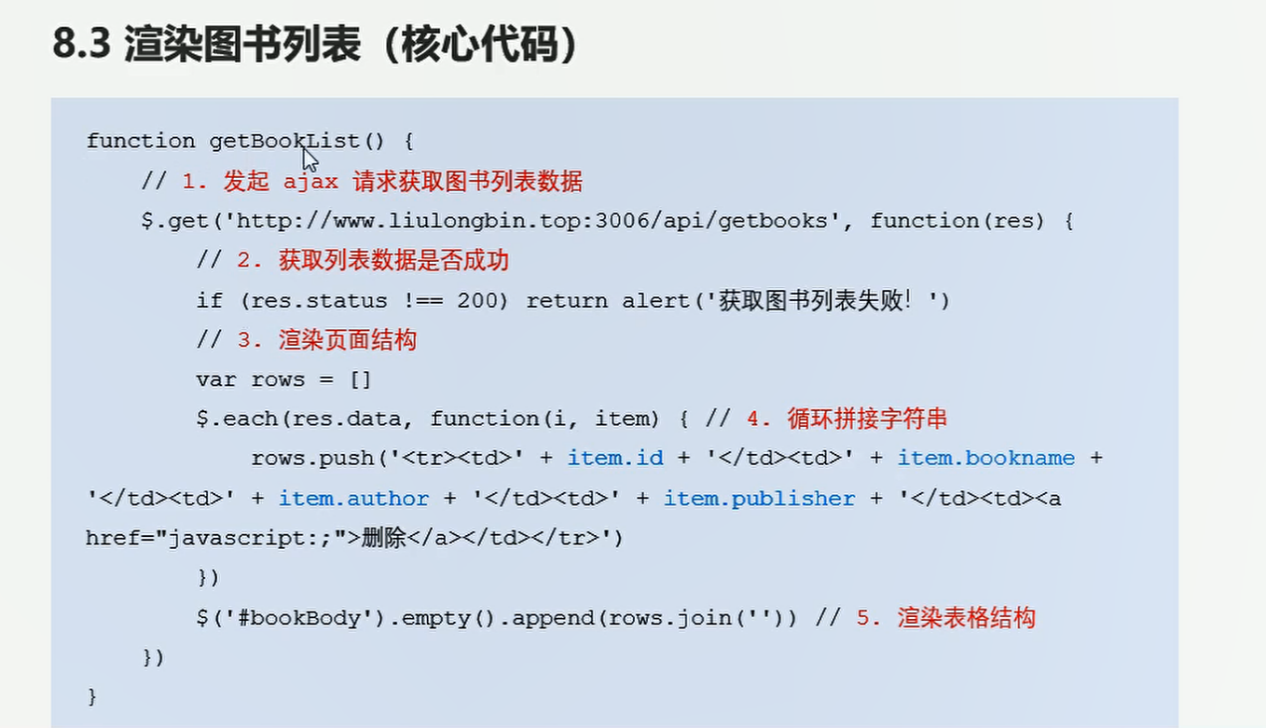 8.3 渲染图书列表（核心代码）
function getBookList() {
// 1. 发起 ajax 请求获取图书列表数据
$.get('http://www.liulongbin.top:3006/api/getbooks', function(res) {
// 2. 获取列表数据是否成功
if (res.status !== 200) return alert('获取图书列表失败！')
// 3. 渲染页面结构
var rows = []
$.each(res.data, function(i, item) { // 4. 循环拼接字符串
rows.push('<tr><td>' + item.id + '</td><td>' + item.bookname +
'</td><td>' + item.author + '</td><td>' + item.publisher + '</td><td><a
href="javascript:;">删除</a></td></tr>')
})
$('#bookBody').empty().append(rows.join('')) // 5. 渲染表格结构
})
}